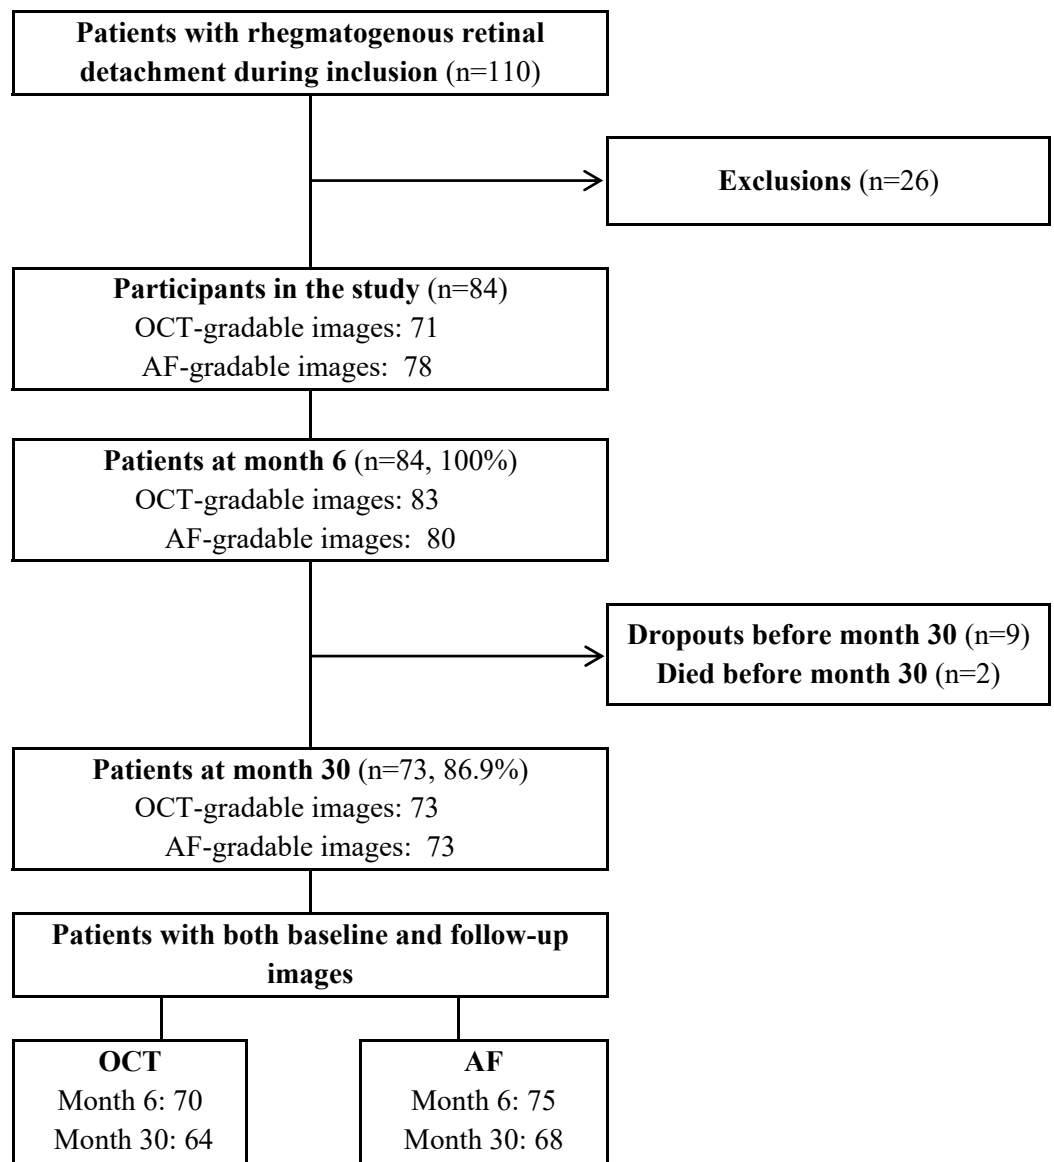 Patients with rhegmatogenous retinal
detachment during inclusion (n=110)
Exclusions (n=26)
Participants in the study (n=84)
OCT-gradable images: 71
AF-gradable images: 78
Patients at month 6 (n=84, 100%)
OCT-gradable images: 83
AF-gradable images: 80
Dropouts before month 30 (n=9)
Died before month 30 (n=2)
Patients at month 30 (n=73, 86.9%)
OCT-gradable images: 73
AF-gradable images: 73
Patients with both baseline and follow-up
images
OCT
Month 6: 70
Month 30: 64
AF
Month 6: 75
Month 30: 68